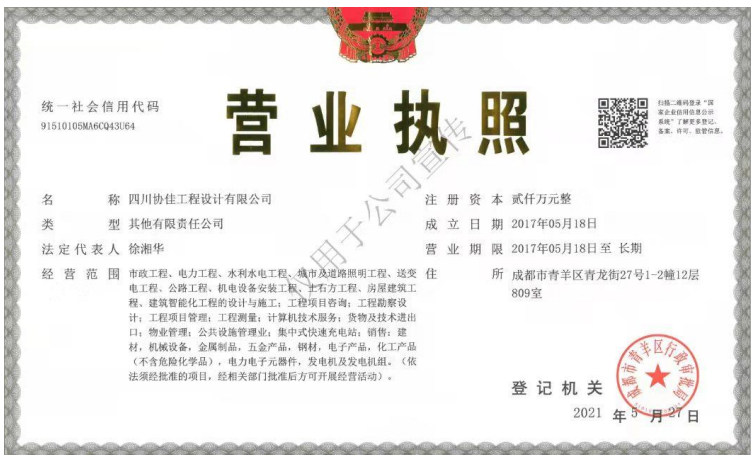 营业执照
统一社会信用代码
91510105MA6CQ43U64
扫描二维码登录“国
家企业信用信息公示
系统”了解更多登记、
备案、许可、监管信息。
名 称 四川协佳工程设计有限公司
类 型 其他有限责任公司
法定代表人 徐湘华
经营范围 市政工程、电力工程、水利水电工程、城市及道路照明工程、送变
电工程、公路工程、机电设备安装工程、土石方工程、房屋建筑工
程、建筑智能化工程的设计与施工；工程项目咨询；工程勘察设
计；工程项目管理；工程测量；计算机技术服务；货物及技术进出
口；物业管理；公共设施管理业；集中式快速充电站；销售：建
材，机械设备，金属制品，五金产品，钢材，电子产品，化工产品
（不含危险化学品），电力电子元器件，发电机及发电机组。（依
法须经批准的项目，经相关部门批准后方可开展经营活动）。
注册资本 贰仟万元整
成立日期 2017年05月18日
营业期限 2017年05月18日至 长期
住 所 成都市青羊区青龙街27号1-2幢12层
809室
仅用于公司宣传
登记机关
成都市青羊区行政审批局
2021 年 5 月 27 日